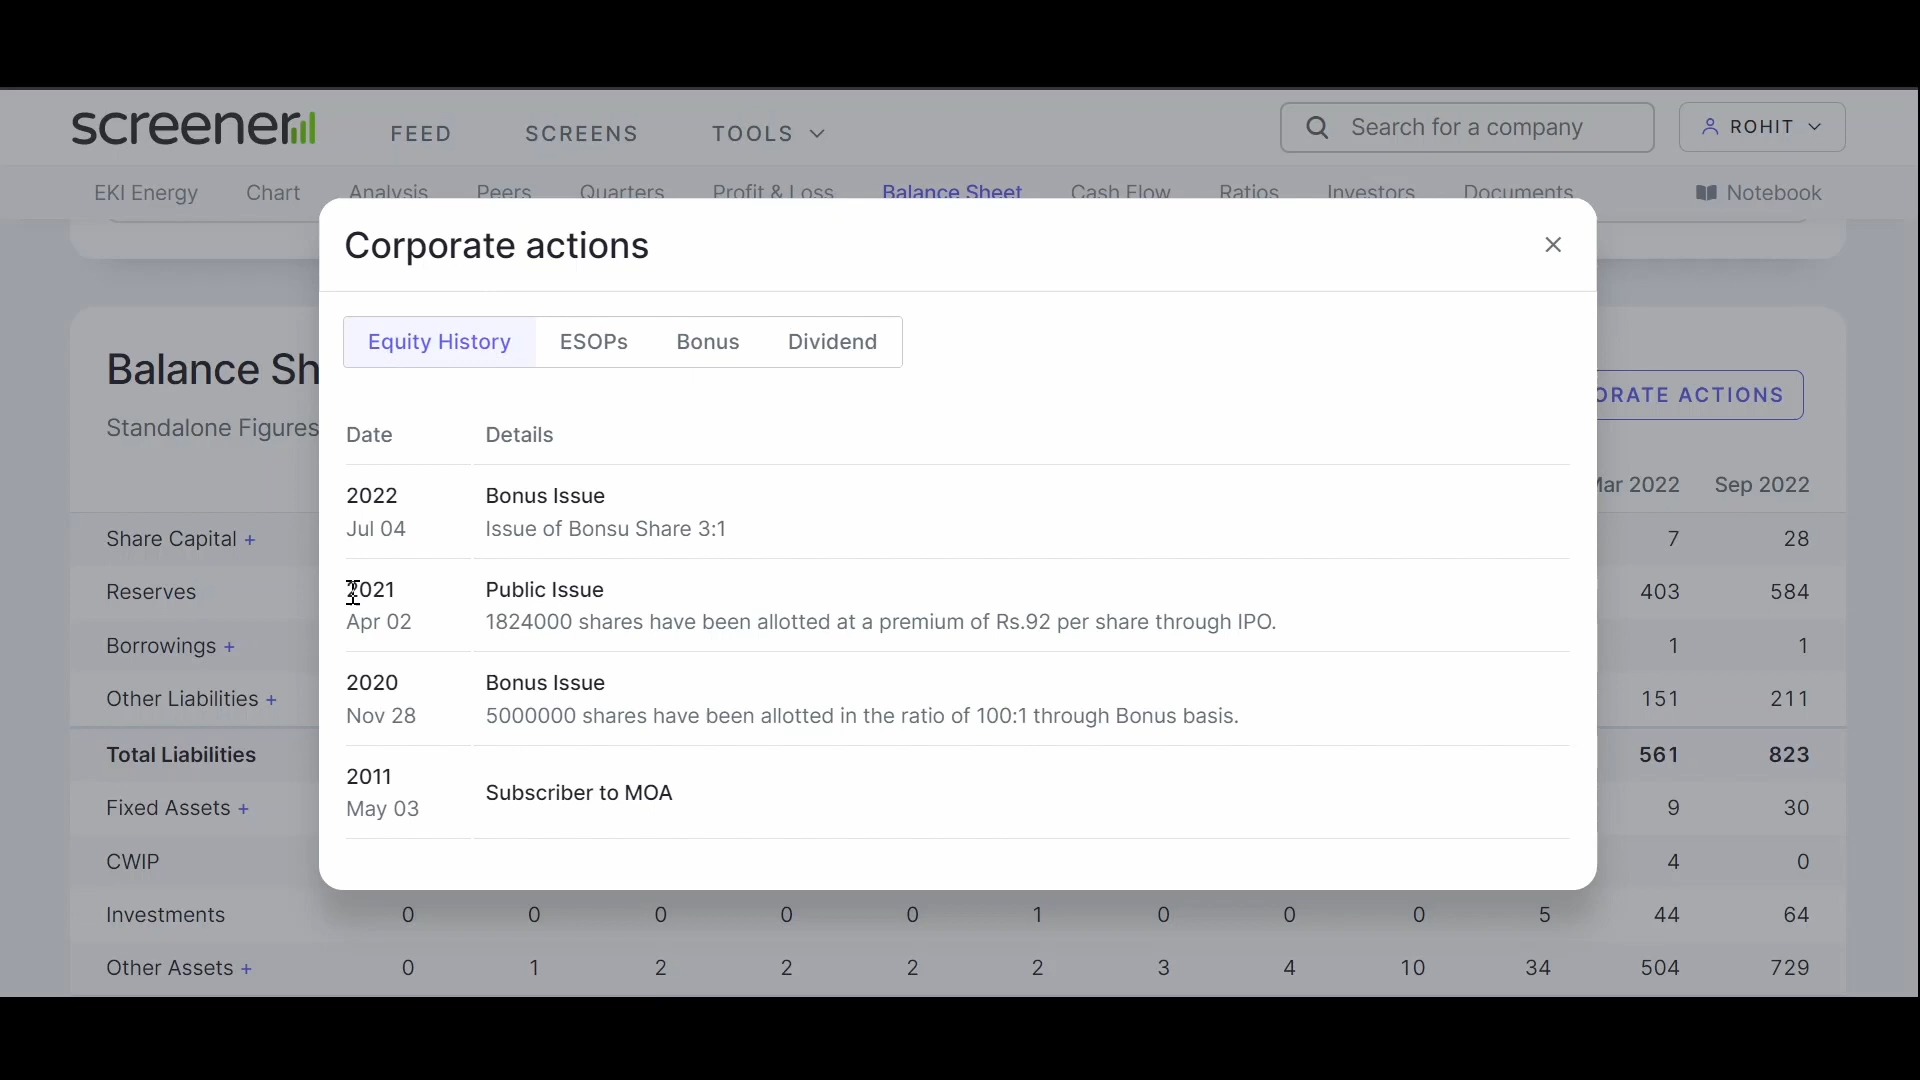 screener
FEED SCREENS TOOLS Search for a company ROHIT
EKI Energy Chart Analysis Peers Quarters Profit & Loss Balance Sheet Cash Flow Ratios Investors Documents Notebook
Corporate actions
Equity History ESOPs Bonus Dividend
Balance Sh
ORATE ACTIONS
Standalone Figures
Date Details
Mar 2022 Sep 2022
2022 Bonus Issue
Jul 04 Issue of Bonsu Share 3:1
Share Capital + 7 28
2021 Public Issue
Reserves 403 584
Apr 02 1824000 shares have been allotted at a premium of Rs.92 per share through IPO.
Borrowings + 1 1
2020 Bonus Issue
Other Liabilities + 151 211
Nov 28 5000000 shares have been allotted in the ratio of 100:1 through Bonus basis.
Total Liabilities 561 823
2011 Subscriber to MOA
May 03
Fixed Assets + 9 30
CWIP 4 0
Investments 0 0 0 0 0 1 0 0 0 5 44 64
Other Assets + 0 1 2 2 2 2 3 4 10 34 504 729